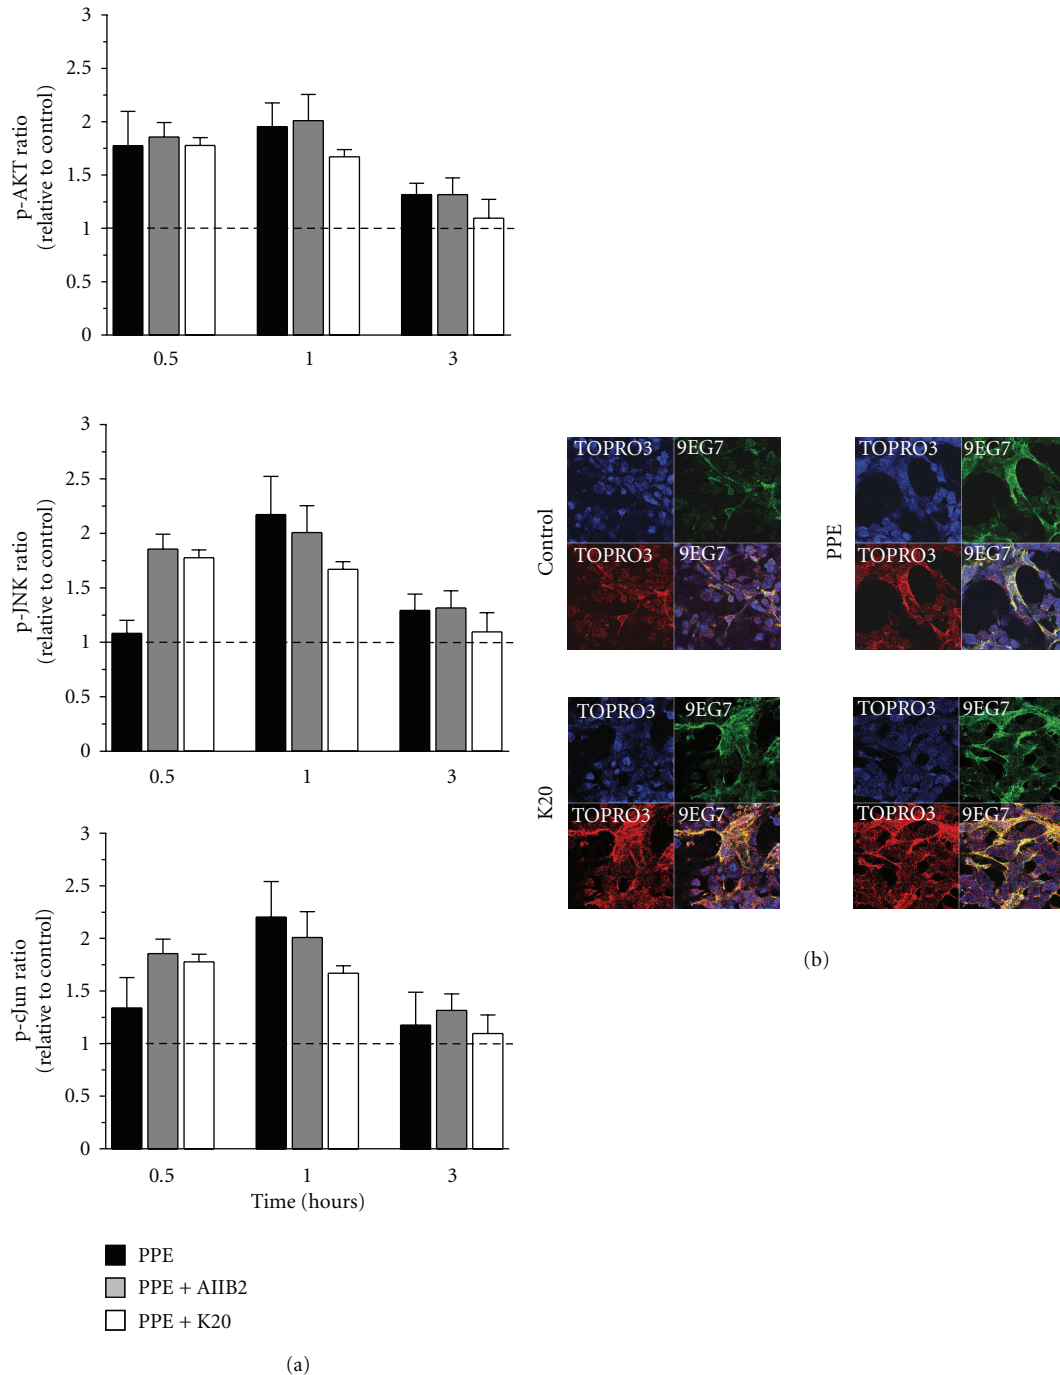 3
2.5
2
1.5
1
0.5
0
p-AKT ratio
(relative to control)
0.5 1 3
3
2.5
2
1.5
1
0.5
0
p-JNK ratio
(relative to control)
0.5 1 3
3
2.5
2
1.5
1
0.5
0
p-cJun ratio
(relative to control)
0.5 1 3
Time (hours)
PPE
PPE + AIIB2
PPE + K20
(a)
Control
TOPRO3 9EG7
TOPRO3 9EG7
PPE
TOPRO3 9EG7
TOPRO3 9EG7
K20
TOPRO3 9EG7
TOPRO3 9EG7
TOPRO3 9EG7
TOPRO3 9EG7
(b)